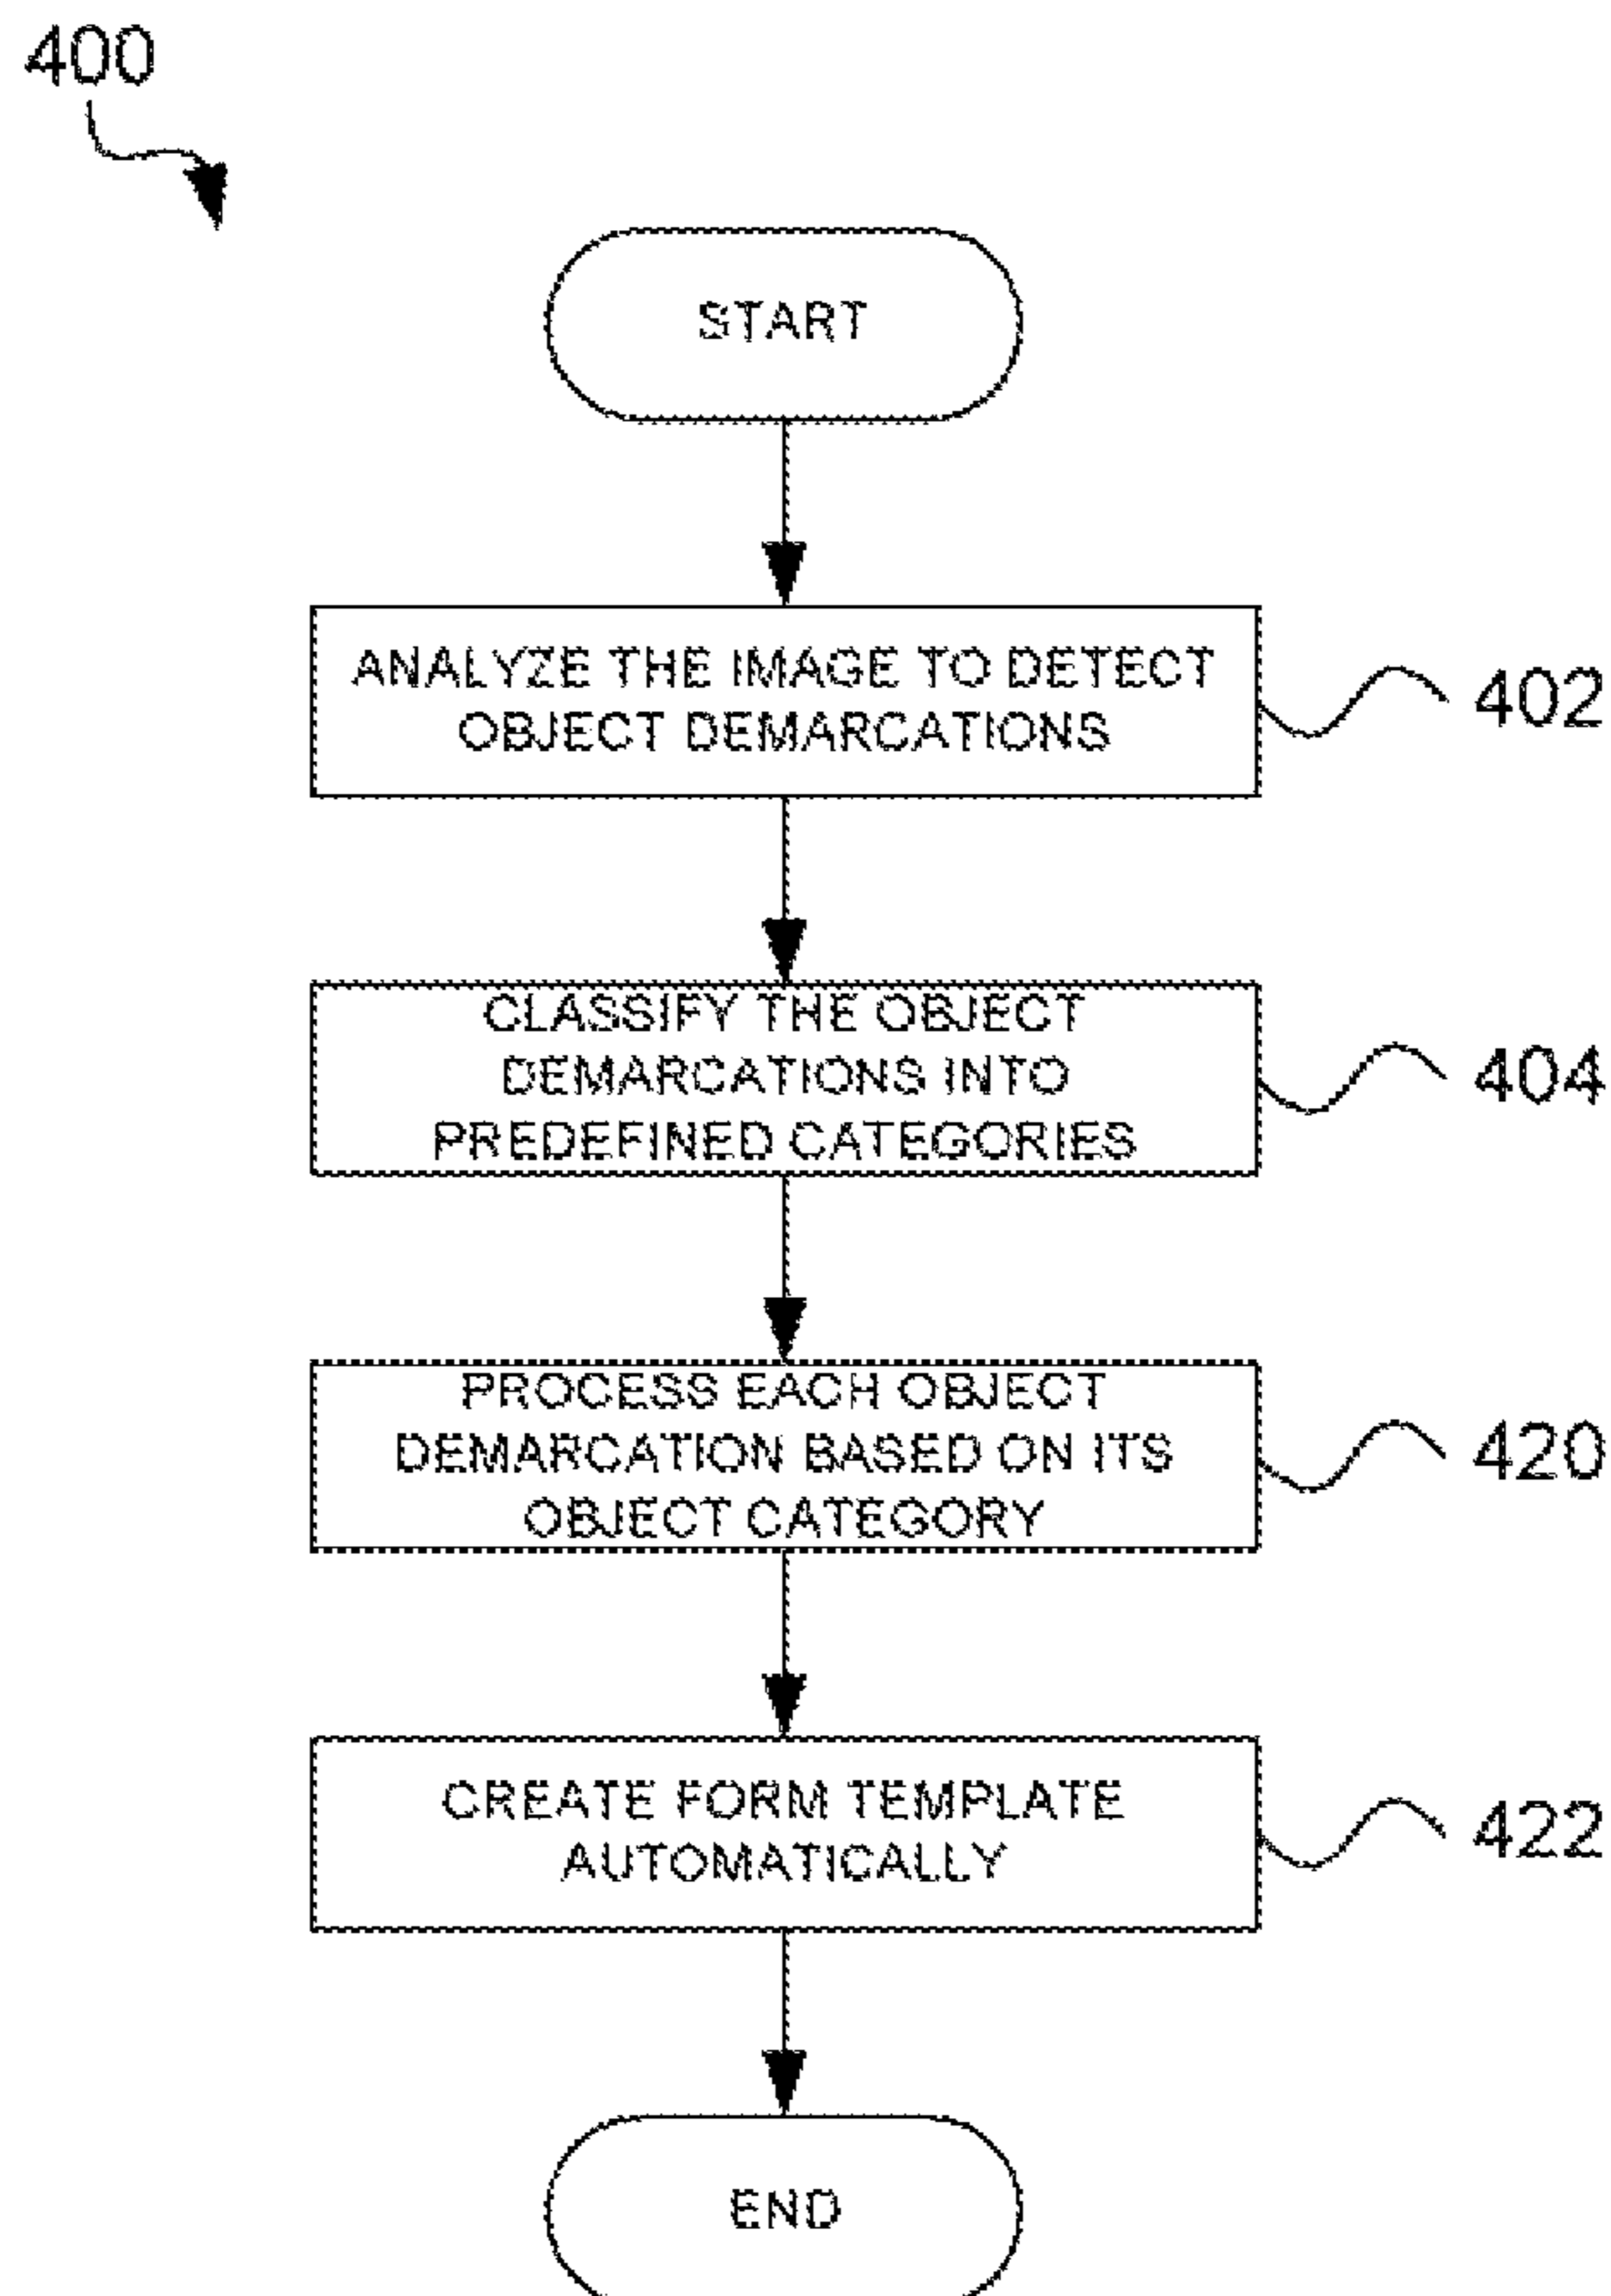 400
START
ANALYZE THE IMAGE TO DETECT
OBJECT DEMARCATIONS
402
CLASSIFY THE OBJECT
DEMARCATIONS INTO
PREDEFINED CATEGORIES
404
PROCESS EACH OBJECT
DEMARCATION BASED ON ITS
OBJECT CATEGORY
420
CREATE FORM TEMPLATE
AUTOMATICALLY
422
END